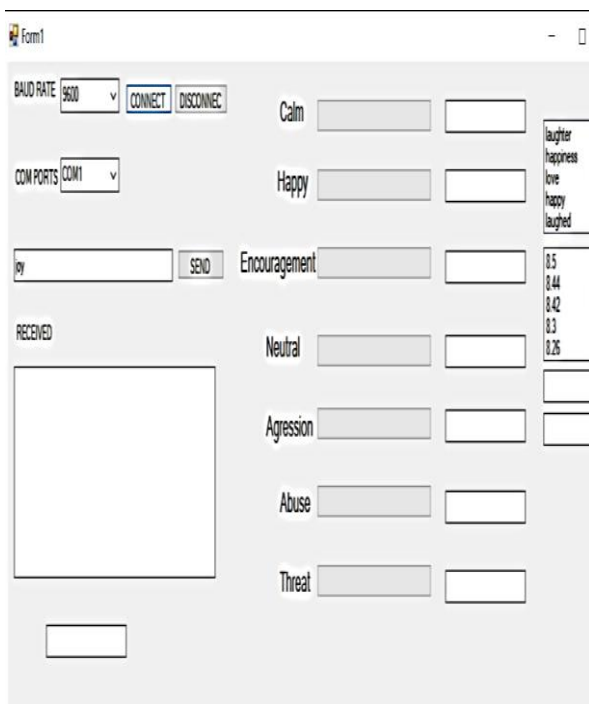 Form1
BAUD RATE 9600 CONNECT DISCONNEC
COM PORTS COM1
joy SEND
RECEIVED
Calm
Happy
Encouragement
Neutral
Agression
Abuse
Threat
laughter
happiness
love
happy
laughed
8.5
8.44
8.42
8.3
8.26